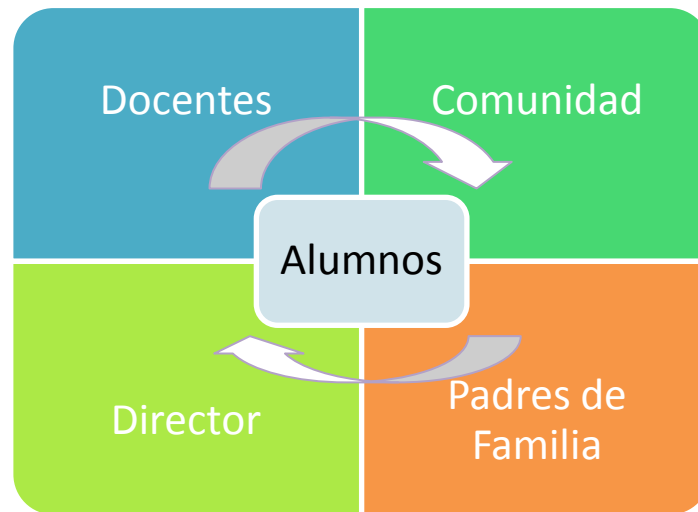 Docentes
Comunidad
Alumnos
Director
Padres de
Familia